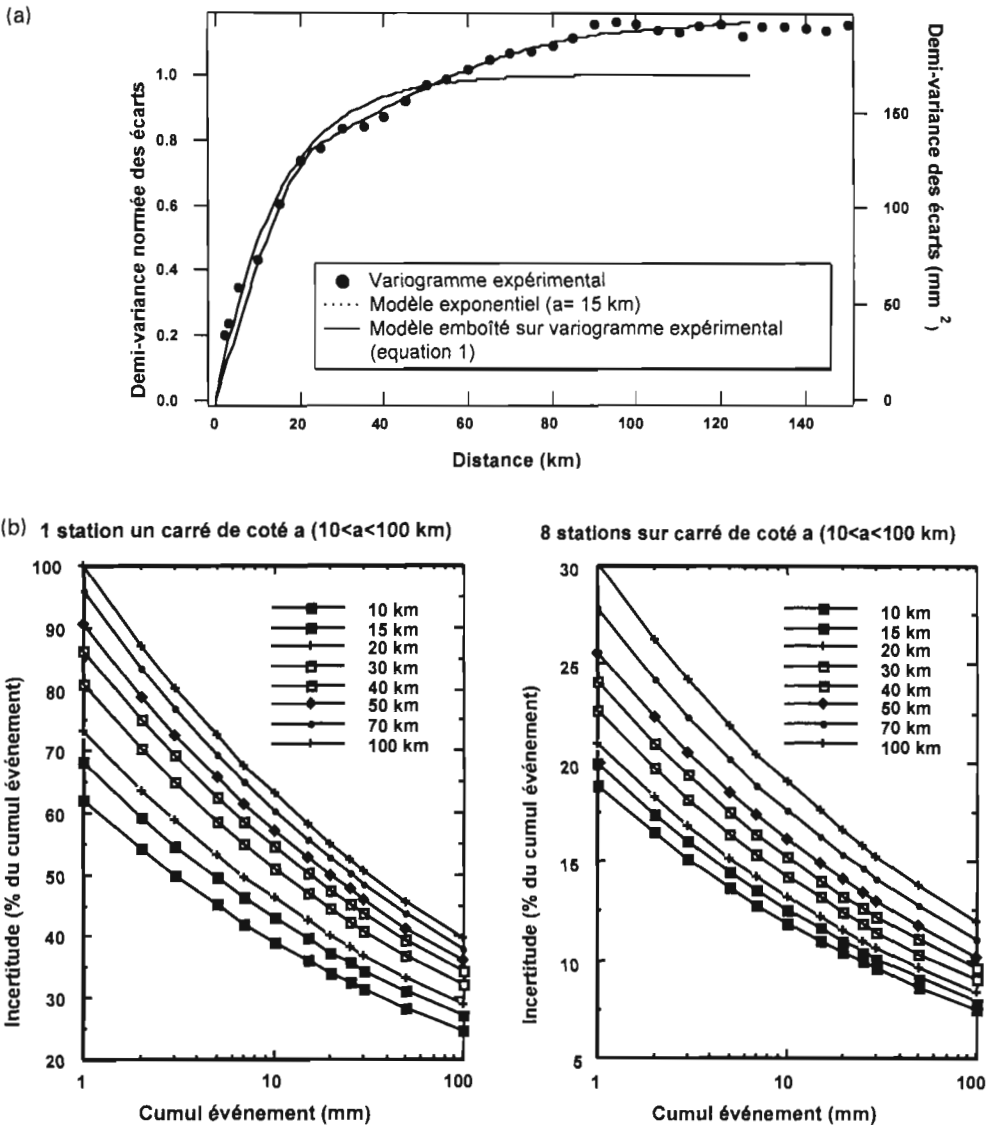 (a)
Demi-variance normée des écarts
1.0
0.8
0.6
0.4
0.2
0.0
Demi-variance des écarts (mm²)
150
100
50
0
Variogramme expérimental
Modèle exponentiel (a= 15 km)
Modèle emboîté sur variogramme expérimental
(equation 1)
0 20 40 60 80 100 120 140
Distance (km)
(b) 1 station un carré de coté a (10<a<100 km)
Incertitude (% du cumul événement)
100
90
80
70
60
50
40
30
20
10 km
15 km
20 km
30 km
40 km
50 km
70 km
100 km
1 10 100
Cumul événement (mm)
8 stations sur carré de coté a (10<a<100 km)
Incertitude (% du cumul événement)
30
25
20
15
10
5
10 km
15 km
20 km
30 km
40 km
50 km
70 km
100 km
1 10 100
Cumul événement (mm)